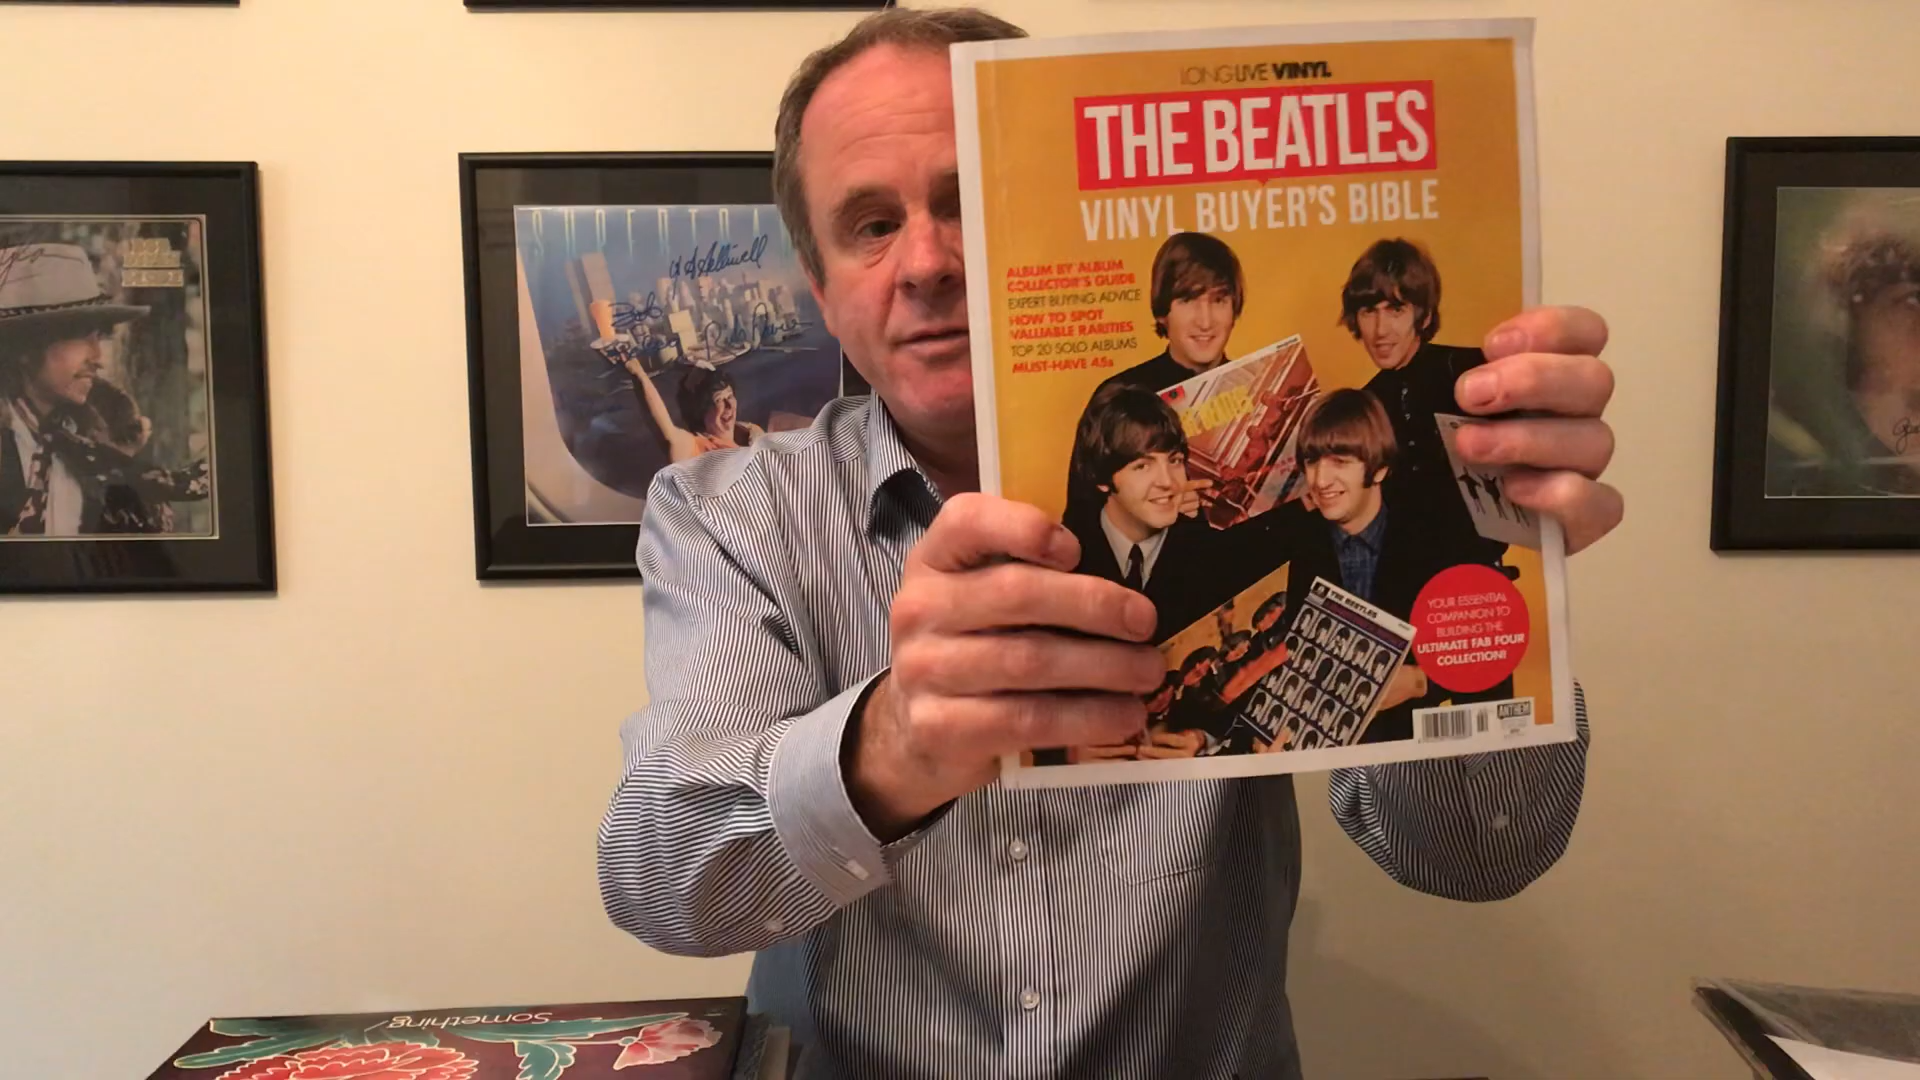 LONG LIVE VINYL
THE BEATLES
VINYL BUYER'S BIBLE
ALBUM BY ALBUM
COLLECTOR'S GUIDE
EXPERT BUYING ADVICE
HOW TO SPOT
VALUABLE RARITIES
TOP 20 SOLO ALBUMS
MUST-HAVE 45s
THE BEATLES
YOUR ESSENTIAL
COMPANION TO
BUILDING THE
ULTIMATE FAB FOUR
COLLECTION!
ANTHEM
Something